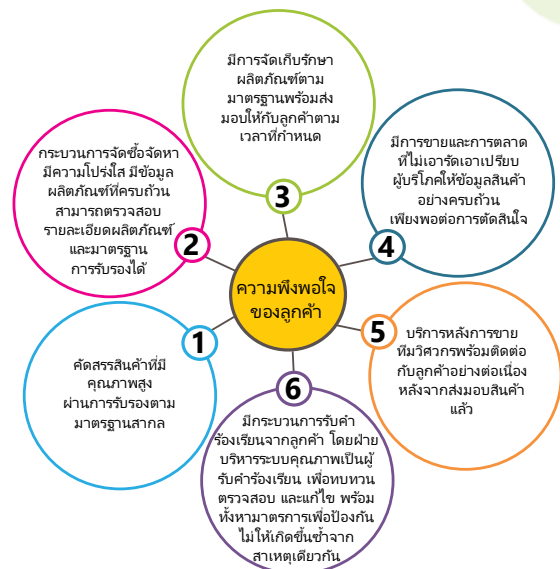 ความพึงพอใจ
ของลูกค้า
1
คัดสรรสินค้าที่มี
คุณภาพสูง
ผ่านการรับรองตาม
มาตรฐานสากล
2
กระบวนการจัดซื้อจัดหา
มีความโปร่งใส มีข้อมูล
ผลิตภัณฑ์ที่ครบถ้วน
สามารถตรวจสอบ
รายละเอียดผลิตภัณฑ์
และมาตรฐาน
การรับรองได้
3
มีการจัดเก็บรักษา
ผลิตภัณฑ์ตาม
มาตรฐานพร้อมส่ง
มอบให้กับลูกค้าตาม
เวลาที่กำหนด
4
มีการขายและการตลาด
ที่ไม่เอารัดเอาเปรียบ
ผู้บริโภคให้ข้อมูลสินค้า
อย่างครบถ้วน
เพียงพอต่อการตัดสินใจ
5
บริการหลังการขาย
ทีมวิศวกรพร้อมติดต่อ
กับลูกค้าอย่างต่อเนื่อง
หลังจากส่งมอบสินค้า
แล้ว
6
มีกระบวนการรับคำ
ร้องเรียนจากลูกค้า โดยฝ่าย
บริหารระบบคุณภาพเป็นผู้
รับคำร้องเรียน เพื่อทบทวน
ตรวจสอบ และแก้ไข พร้อม
ทั้งหามาตรการเพื่อป้องกัน
ไม่ให้เกิดขึ้นซ้ำจาก
สาเหตุเดียวกัน